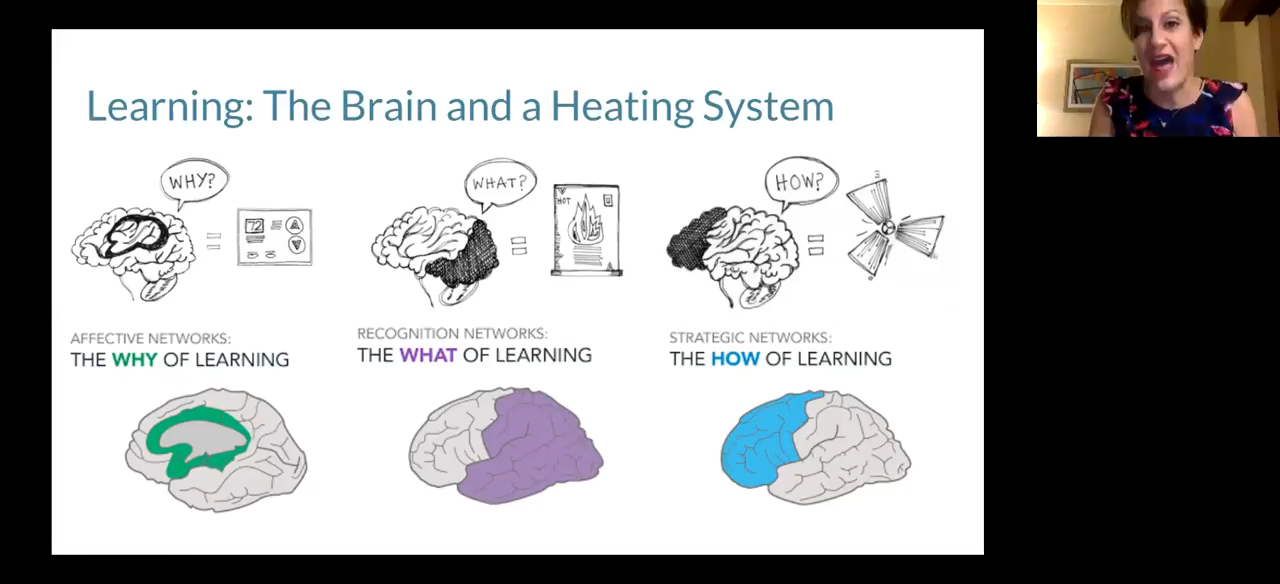 Learning: The Brain and a Heating System
WHY?
72
WHAT?
HOT
HOW?
AFFECTIVE NETWORKS:
THE WHY OF LEARNING
RECOGNITION NETWORKS:
THE WHAT OF LEARNING
STRATEGIC NETWORKS:
THE HOW OF LEARNING